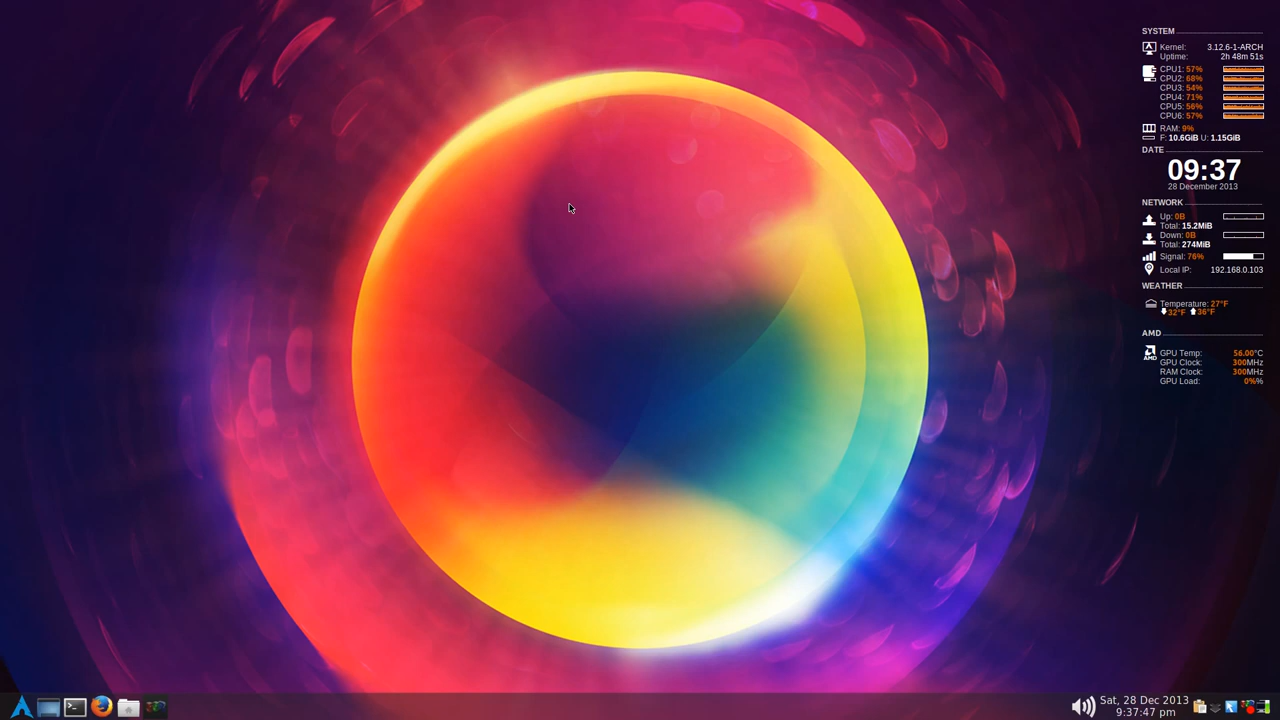 SYSTEM
Kernel: 3.12.6-1-ARCH
Uptime: 2h 48m 51s
CPU1: 57%
CPU2: 68%
CPU3: 54%
CPU4: 71%
CPU5: 56%
CPU6: 57%
RAM: 9%
F: 10.6GiB U: 1.15GiB
DATE
09:37
28 December 2013
NETWORK
Up: 0B
Total: 15.2MiB
Down: 0B
Total: 274MiB
Signal: 76%
Local IP: 192.168.0.103
WEATHER
Temperature: 27°F
32°F 36°F
AMD
AMD
GPU Temp: 56.00°C
GPU Clock: 300MHz
RAM Clock: 300MHz
GPU Load: 0%%
Sat, 28 Dec 2013
9:37:47 pm